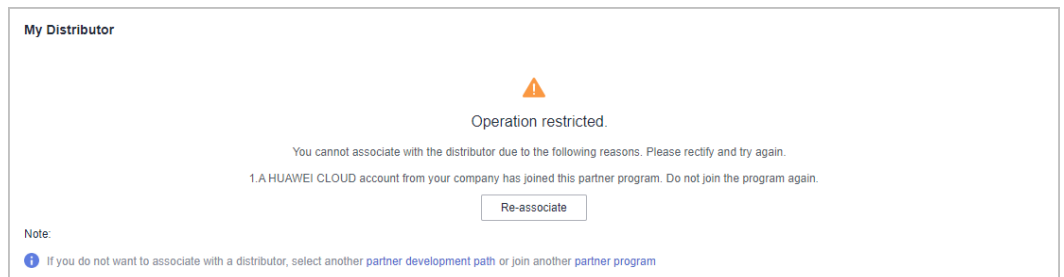 My Distributor
Operation restricted.
You cannot associate with the distributor due to the following reasons. Please rectify and try again.
1.A HUAWEI CLOUD account from your company has joined this partner program. Do not join the program again.
Re-associate
Note:
If you do not want to associate with a distributor, select another partner development path or join another partner program